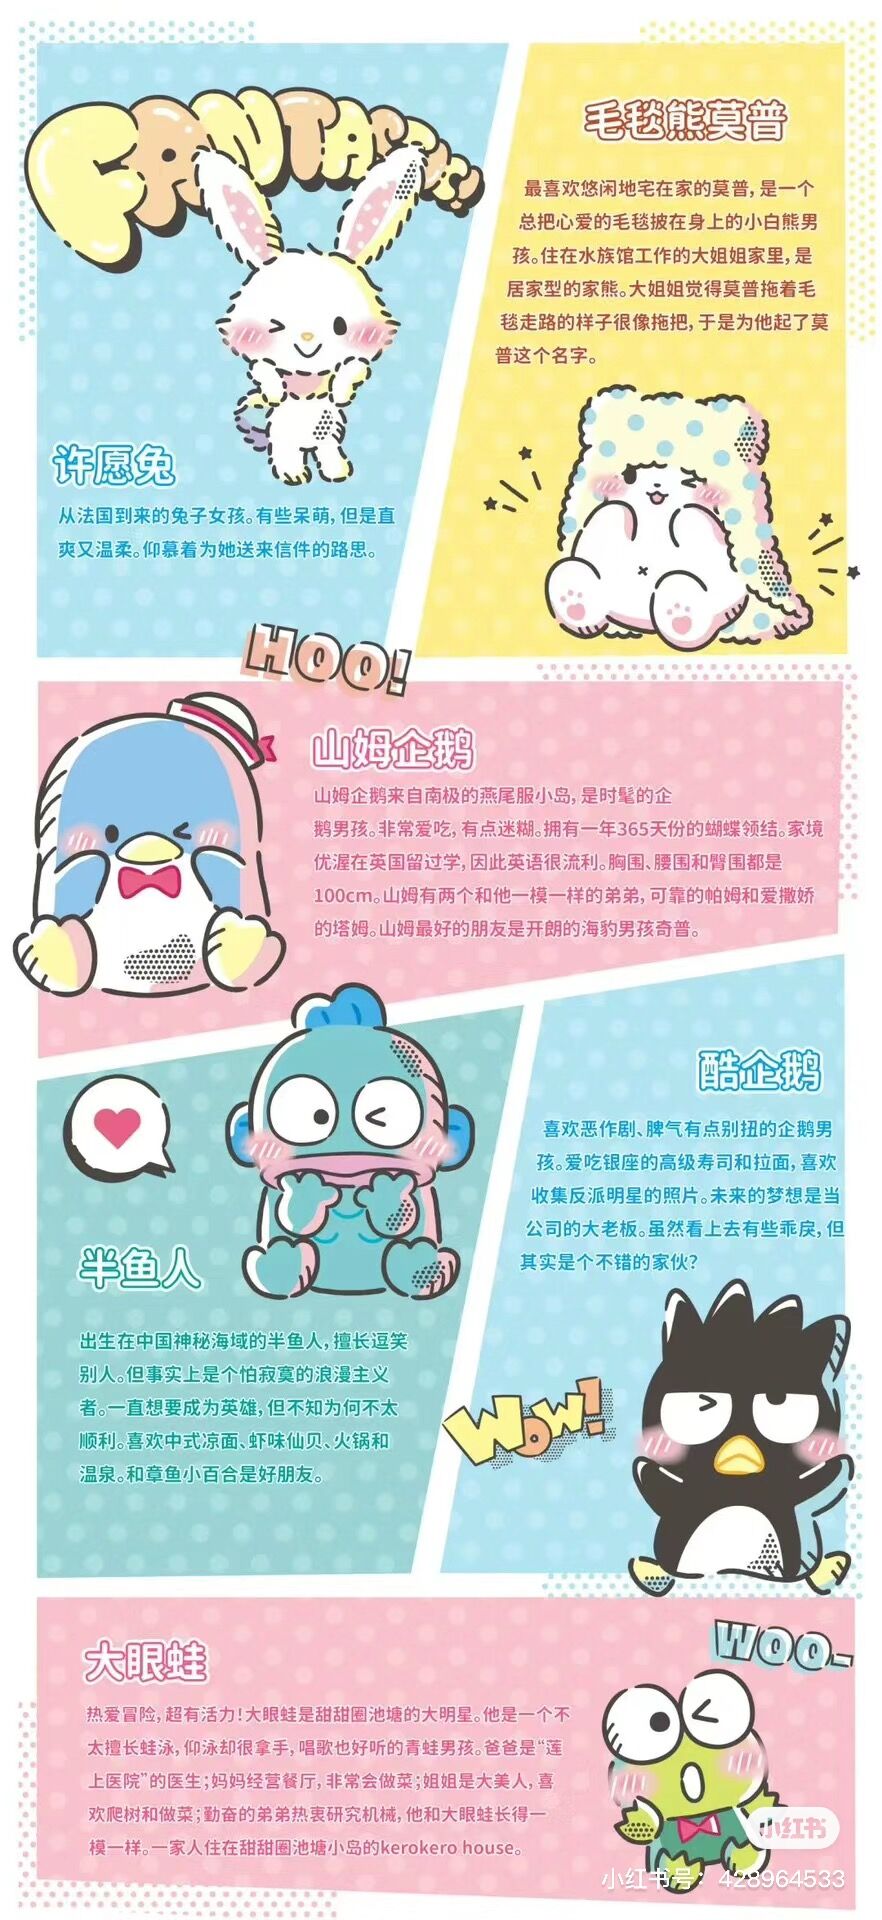 FANTASTIC!
许愿兔
从法国到来的兔子女孩。有些呆萌，但是直
爽又温柔。仰慕着为她送来信件的路思。
毛毯熊莫普
最喜欢悠闲地宅在家的莫普，是一个
总把心爱的毛毯披在身上的小白熊男
孩。住在水族馆工作的大姐姐家里，是
居家型的家熊。大姐姐觉得莫普拖着毛
毯走路的样子很像拖把，于是为他起了莫
普这个名字。
HOO!
山姆企鹅
山姆企鹅来自南极的燕尾服小岛，是时髦的企
鹅男孩。非常爱吃，有点迷糊。拥有一年365天份的蝴蝶领结。家境
优渥在英国留过学，因此英语很流利。胸围、腰围和臀围都是
100cm。山姆有两个和他一模一样的弟弟，可靠的帕姆和爱撒娇
的塔姆。山姆最好的朋友是开朗的海豹男孩奇普。
半鱼人
出生在中国神秘海域的半鱼人，擅长逗笑
别人。但事实上是个怕寂寞的浪漫主义
者。一直想要成为英雄，但不知为何不太
顺利。喜欢中式凉面、虾味仙贝、火锅和
温泉。和章鱼小百合是好朋友。
酷企鹅
喜欢恶作剧、脾气有点别扭的企鹅男
孩。爱吃银座的高级寿司和拉面，喜欢
收集反派明星的照片。未来的梦想是当
公司的大老板。虽然看上去有些乖戾，但
其实是个不错的家伙？
WOW!
大眼蛙
热爱冒险，超有活力！大眼蛙是甜甜圈池塘的大明星。他是一个不
太擅长蛙泳，仰泳却很拿手，唱歌也好听的青蛙男孩。爸爸是“莲
上医院”的医生；妈妈经营餐厅，非常会做菜；姐姐是大美人，喜
欢爬树和做菜；勤奋的弟弟热衷研究机械，他和大眼蛙长得一
模一样。一家人住在甜甜圈池塘小岛的kerokero house。
WOO-
小红书
小红书号：428964533